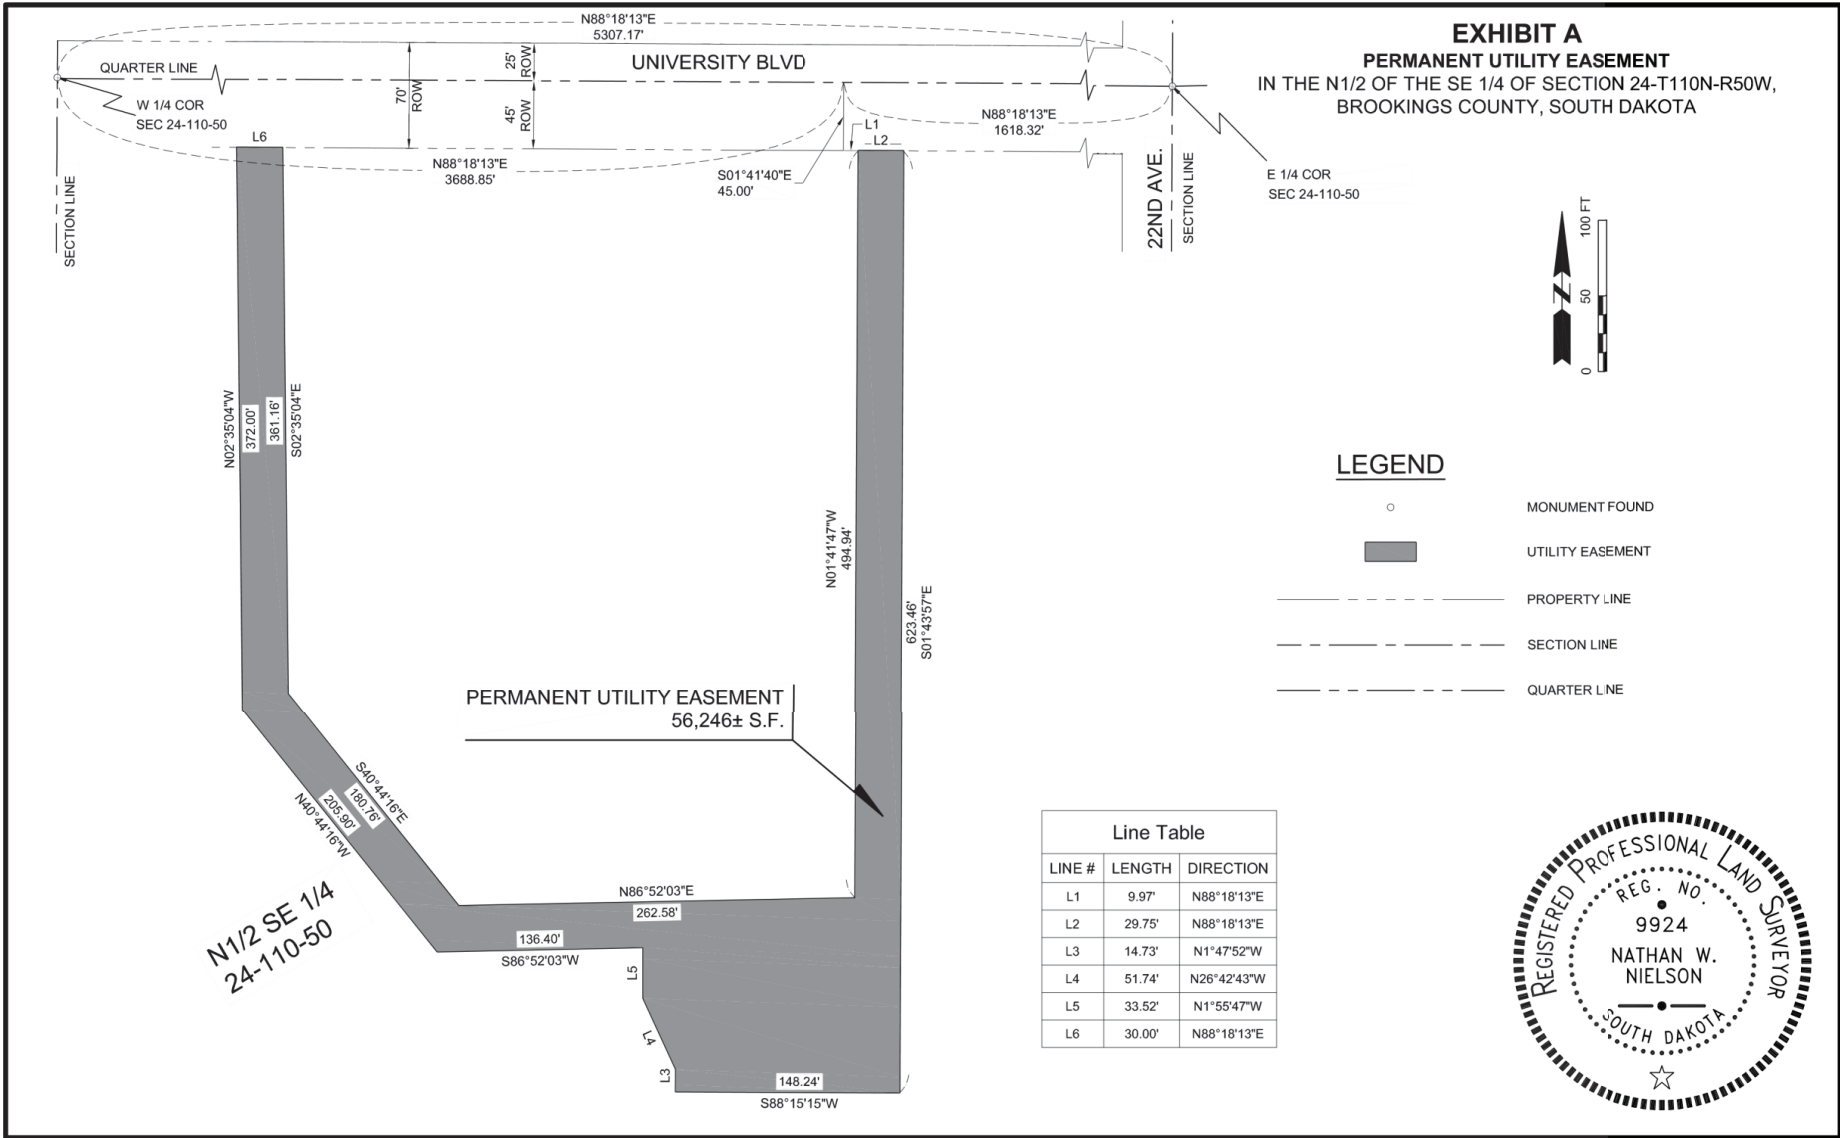 EXHIBIT A
PERMANENT UTILITY EASEMENT
IN THE N1/2 OF THE SE 1/4 OF SECTION 24-T110N-R50W,
BROOKINGS COUNTY, SOUTH DAKOTA
N88°18'13"E
5307.17'
QUARTER LINE
UNIVERSITY BLVD
25'
ROW
70'
ROW
45'
ROW
W 1/4 COR
SEC 24-110-50
L6
N88°18'13"E
3688.85'
L1
L2
S01°41'40"E
45.00'
N88°18'13"E
1618.32'
E 1/4 COR
SEC 24-110-50
SECTION LINE
22ND AVE.
SECTION LINE
N
0
50
100 FT
N02°35'04"W
372.00'
361.16'
S02°35'04"E
N01°41'47"W
494.94'
623.46'
S01°43'57"E
LEGEND
MONUMENT FOUND
UTILITY EASEMENT
PROPERTY LINE
SECTION LINE
QUARTER LINE
PERMANENT UTILITY EASEMENT
56,246± S.F.
S40°44'16"E
180.76'
205.90'
N40°44'16"W
N1/2 SE 1/4
24-110-50
N86°52'03"E
262.58'
136.40'
S86°52'03"W
L5
L4
L3
148.24'
S88°15'15"W
Line Table
LINE # LENGTH DIRECTION
L1 9.97' N88°18'13"E
L2 29.75' N88°18'13"E
L3 14.73' N1°47'52"W
L4 51.74' N26°42'43"W
L5 33.52' N1°55'47"W
L6 30.00' N88°18'13"E
REGISTERED PROFESSIONAL LAND SURVEYOR
REG. NO.
9924
NATHAN W.
NIELSON
SOUTH DAKOTA